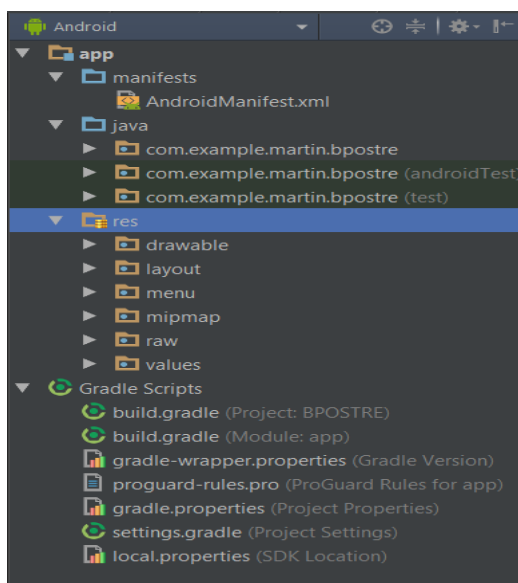 Android
app
manifests
AndroidManifest.xml
java
com.example.martin.bpostre
com.example.martin.bpostre (androidTest)
com.example.martin.bpostre (test)
res
drawable
layout
menu
mipmap
raw
values
Gradle Scripts
build.gradle (Project: BPOSTRE)
build.gradle (Module: app)
gradle-wrapper.properties (Gradle Version)
proguard-rules.pro (ProGuard Rules for app)
gradle.properties (Project Properties)
settings.gradle (Project Settings)
local.properties (SDK Location)